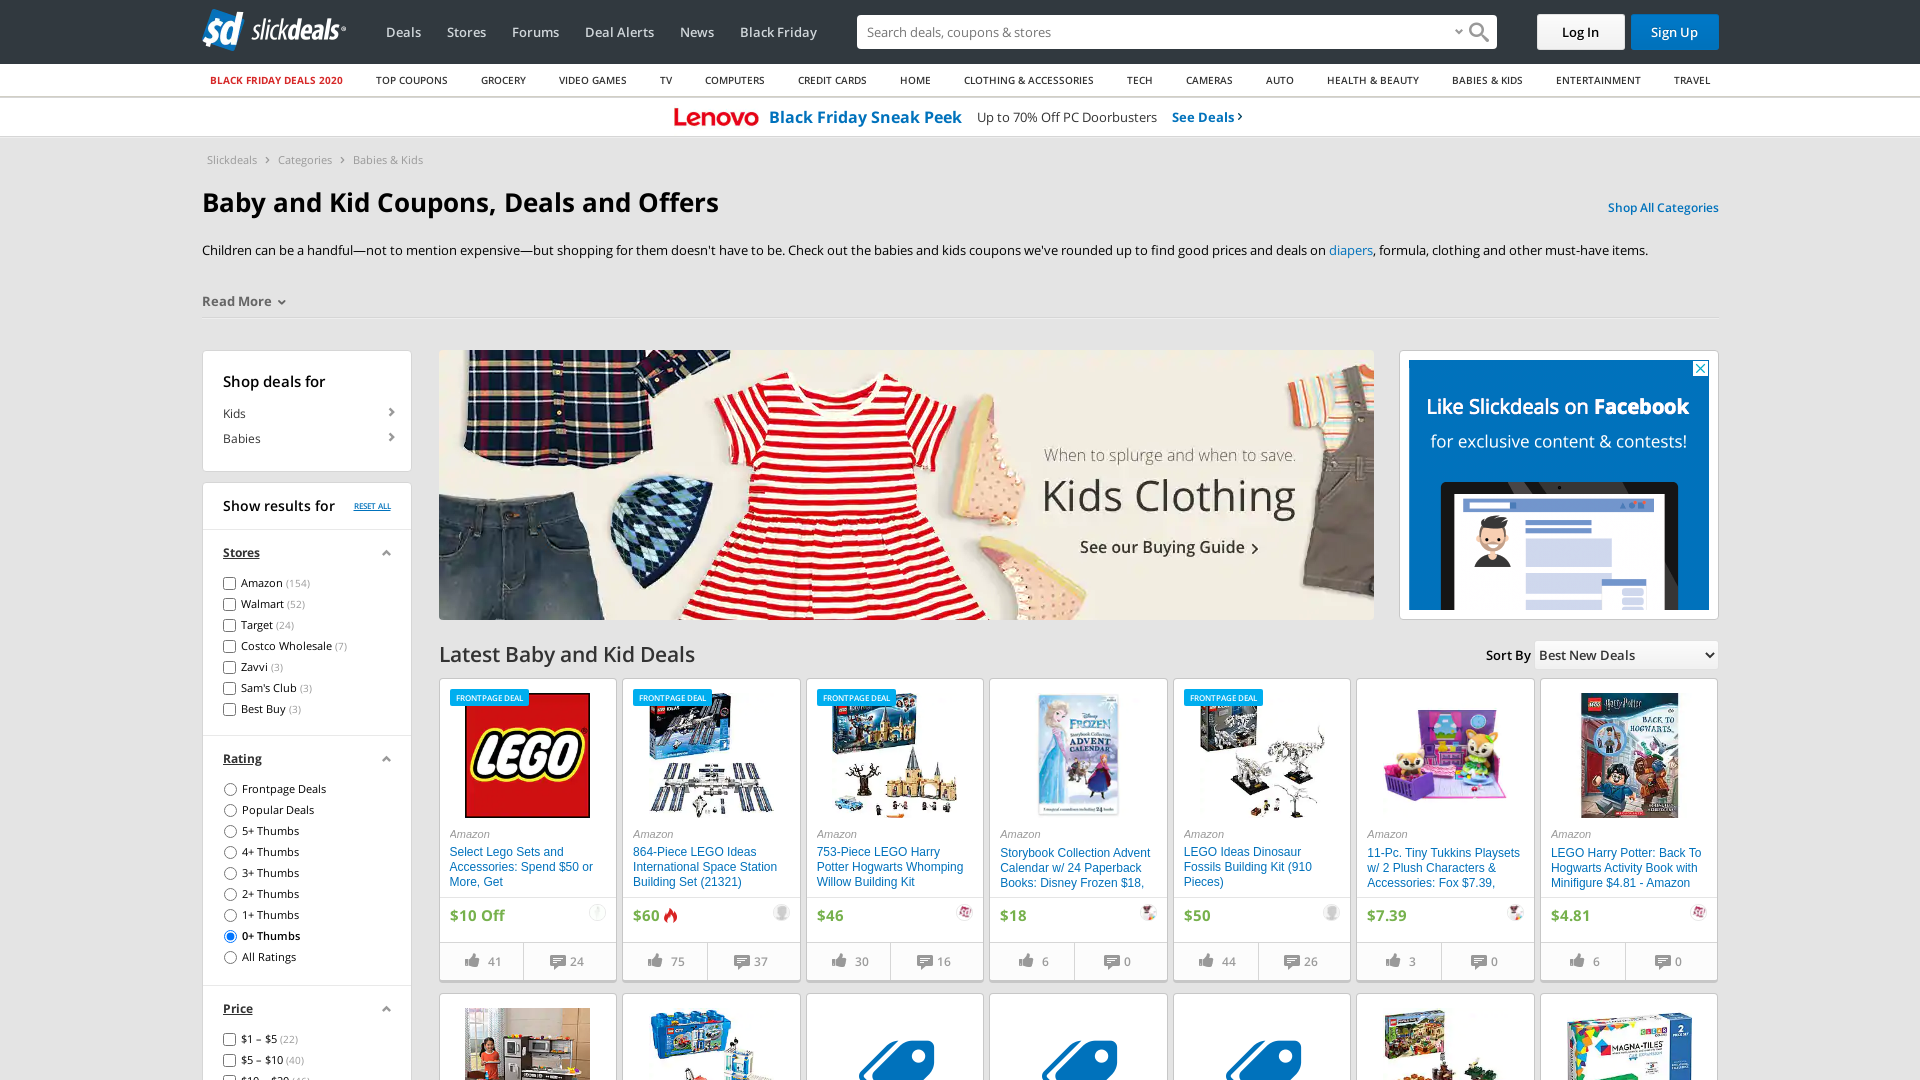 sd slickdeals
Deals
Stores
Forums
Deal Alerts
News
Black Friday
Search deals, coupons & stores
Log In
Sign Up
BLACK FRIDAY DEALS 2020
TOP COUPONS
GROCERY
VIDEO GAMES
TV
COMPUTERS
CREDIT CARDS
HOME
CLOTHING & ACCESSORIES
TECH
CAMERAS
AUTO
HEALTH & BEAUTY
BABIES & KIDS
ENTERTAINMENT
TRAVEL
Lenovo Black Friday Sneak Peek Up to 70% Off PC Doorbusters See Deals
Slickdeals > Categories > Babies & Kids
Baby and Kid Coupons, Deals and Offers
Shop All Categories
Children can be a handful—not to mention expensive—but shopping for them doesn't have to be. Check out the babies and kids coupons we've rounded up to find good prices and deals on diapers, formula, clothing and other must-have items.
Read More
Shop deals for
Kids
Babies
Show results for
RESET ALL
Stores
Amazon (154)
Walmart (52)
Target (24)
Costco Wholesale (7)
Zavvi (3)
Sam's Club (3)
Best Buy (3)
Rating
Frontpage Deals
Popular Deals
5+ Thumbs
4+ Thumbs
3+ Thumbs
2+ Thumbs
1+ Thumbs
0+ Thumbs
All Ratings
Price
$1 – $5 (22)
$5 – $10 (40)
When to splurge and when to save.
Kids Clothing
See our Buying Guide
Like Slickdeals on Facebook
for exclusive content & contests!
Latest Baby and Kid Deals
Sort By
Best New Deals
FRONTPAGE DEAL
LEGO
Amazon
Select Lego Sets and
Accessories: Spend $50 or
More, Get
$10 Off
41
24
FRONTPAGE DEAL
Amazon
864-Piece LEGO Ideas
International Space Station
Building Set (21321)
$60
75
37
FRONTPAGE DEAL
Amazon
753-Piece LEGO Harry
Potter Hogwarts Whomping
Willow Building Kit
$46
30
16
Disney
FROZEN
Storybook Collection
ADVENT
CALENDAR
Amazon
Storybook Collection Advent
Calendar w/ 24 Paperback
Books: Disney Frozen $18,
$18
6
0
FRONTPAGE DEAL
Amazon
LEGO Ideas Dinosaur
Fossils Building Kit (910
Pieces)
$50
44
26
Amazon
11-Pc. Tiny Tukkins Playsets
w/ 2 Plush Characters &
Accessories: Fox $7.39,
$7.39
3
0
LEGO Harry Potter
BACK TO
HOGWARTS
Amazon
LEGO Harry Potter: Back To
Hogwarts Activity Book with
Minifigure $4.81 - Amazon
$4.81
6
0
MAGNA-TILES